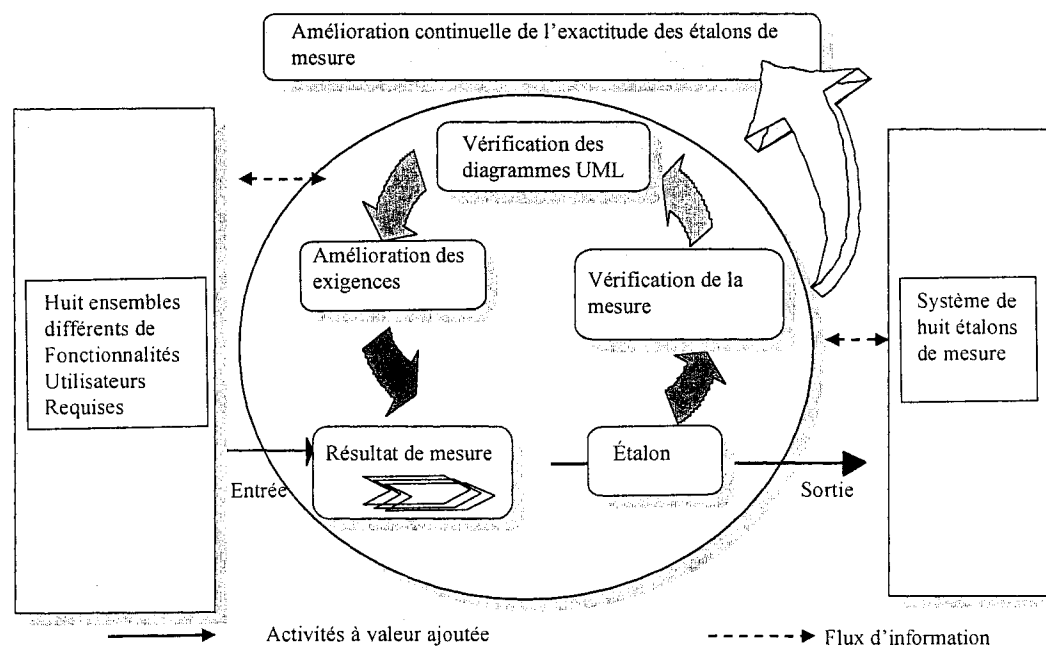 Amélioration continuelle de l'exactitude des étalons de
mesure
Vérification des
diagrammes UML
Amélioration des
exigences
Vérification de la
mesure
Huit ensembles
différents de
Fonctionnalités
Utilisateurs
Requises
Système de
huit étalons
de mesure
Résultat de mesure
Étalon
Entrée
Sortie
Activités à valeur ajoutée
Flux d'information